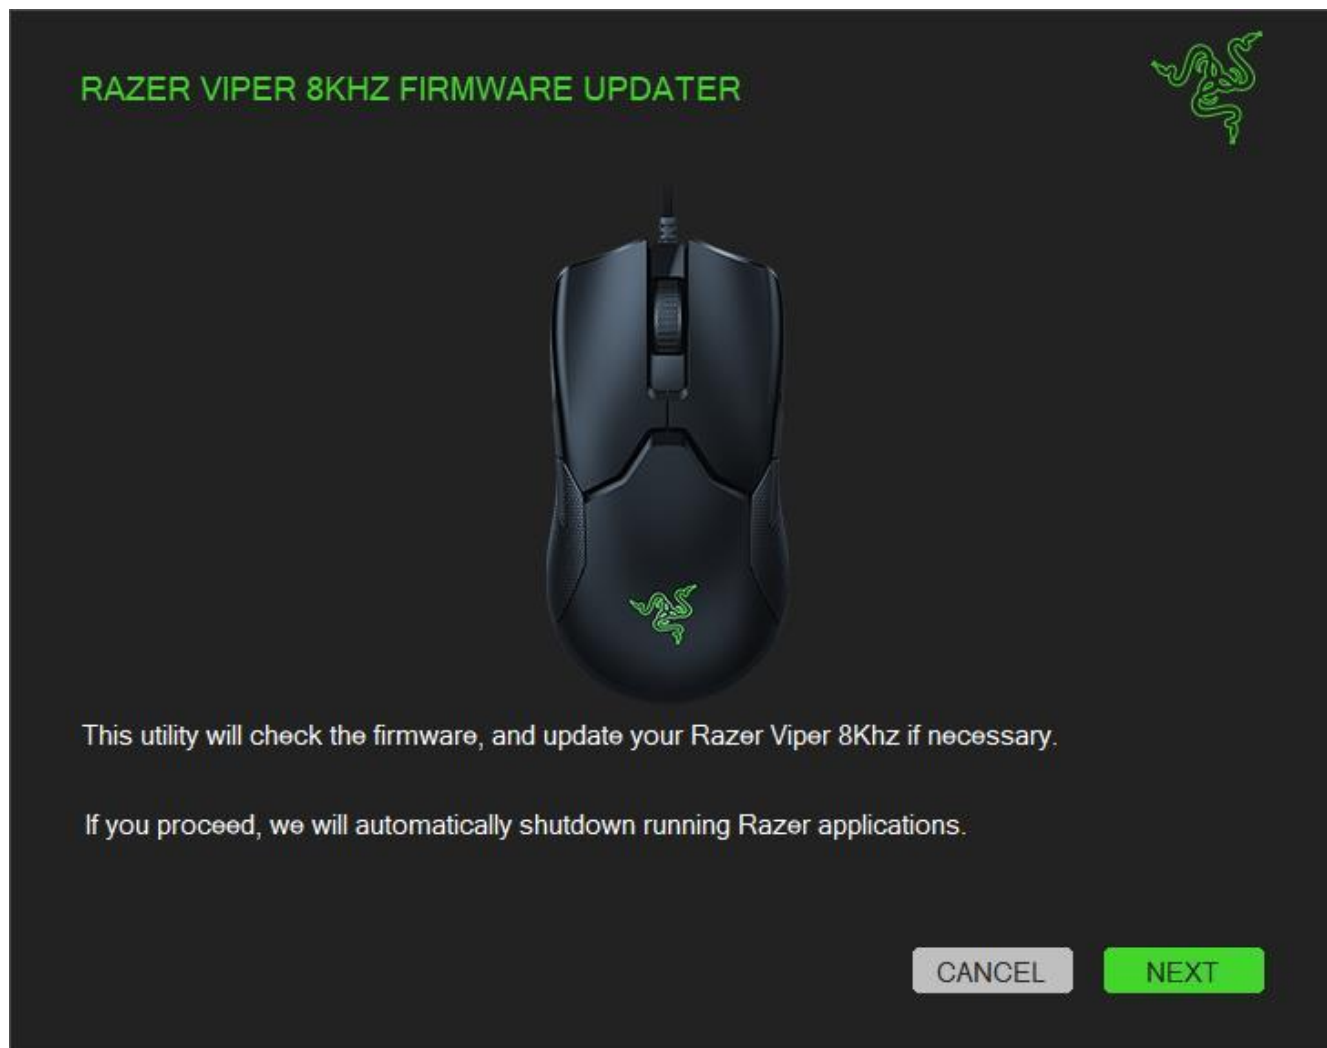 RAZER VIPER 8KHZ FIRMWARE UPDATER
This utility will check the firmware, and update your Razer Viper 8Khz if necessary.
If you proceed, we will automatically shutdown running Razer applications.
CANCEL
NEXT